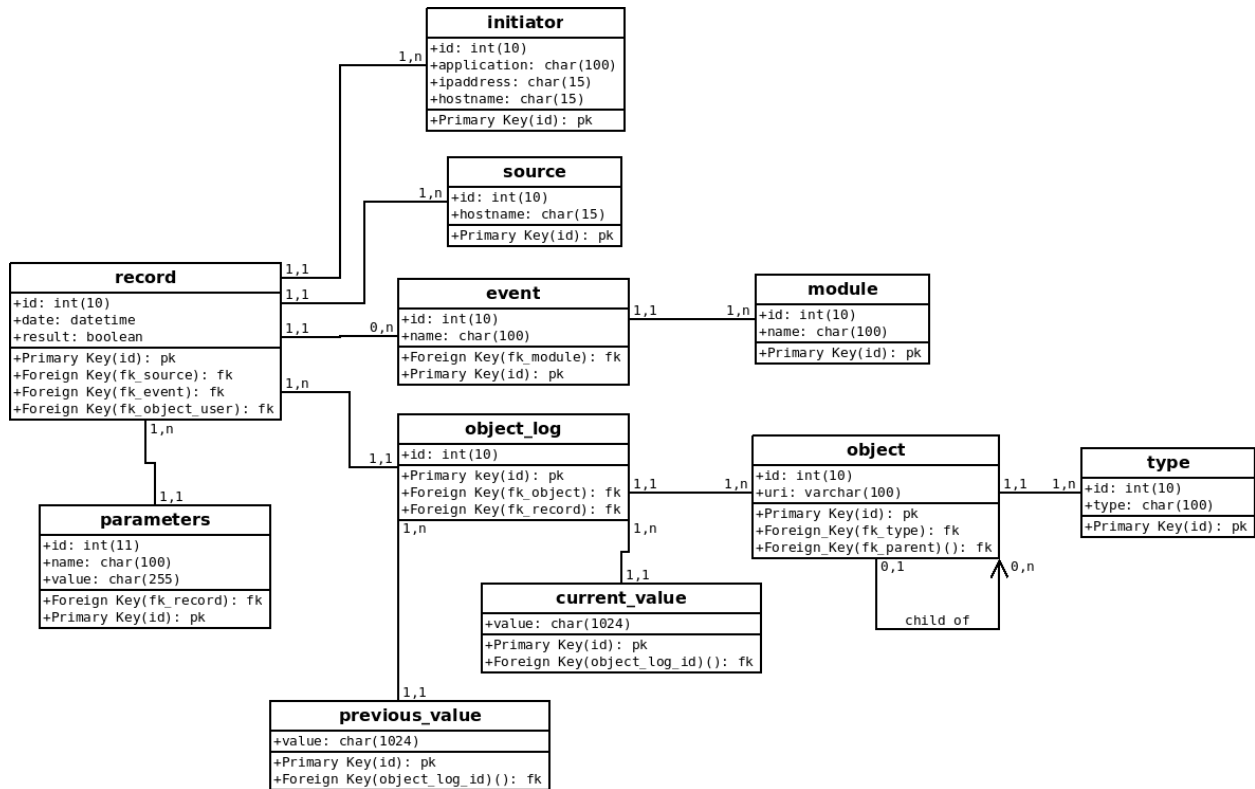 initiator
+id: int(10)
+application: char(100)
+ipaddress: char(15)
+hostname: char(15)
+Primary Key(id): pk
1,n
source
+id: int(10)
+hostname: char(15)
+Primary Key(id): pk
1,n
record
+id: int(10)
+date: datetime
+result: boolean
+Primary Key(id): pk
+Foreign Key(fk_source): fk
+Foreign Key(fk_event): fk
+Foreign Key(fk_object_user): fk
1,1
1,1
1,1
1,n
1,n
0,n
event
+id: int(10)
+name: char(100)
+Foreign Key(fk_module): fk
+Primary Key(id): pk
1,1
1,n
module
+id: int(10)
+name: char(100)
+Primary Key(id): pk
1,1
object_log
+id: int(10)
+Primary key(id): pk
+Foreign Key(fk_object): fk
+Foreign Key(fk_record): fk
1,1
1,n
1,n
1,n
object
+id: int(10)
+uri: varchar(100)
+Primary Key(id): pk
+Foreign_Key(fk_type): fk
+Foreign_Key(fk_parent)(): fk
1,1
1,n
0,1
0,n
child of
type
+id: int(10)
+type: char(100)
+Primary Key(id): pk
1,1
parameters
+id: int(11)
+name: char(100)
+value: char(255)
+Foreign Key(fk_record): fk
+Primary Key(id): pk
1,1
current_value
+value: char(1024)
+Primary Key(id): pk
+Foreign Key(object_log_id)(): fk
1,1
previous_value
+value: char(1024)
+Primary Key(id): pk
+Foreign Key(object_log_id)(): fk